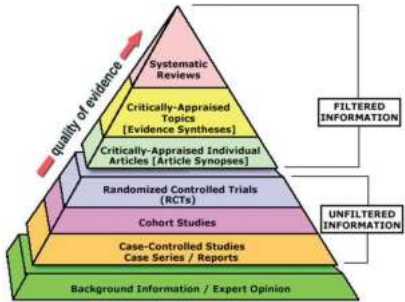 quality of evidence
Systematic
Reviews
Critically-Appraised
Topics
[Evidence Syntheses]
Critically-Appraised Individual
Articles [Article Synopses]
FILTERED
INFORMATION
Randomized Controlled Trials
(RCTs)
Cohort Studies
UNFILTERED
INFORMATION
Case-Controlled Studies
Case Series / Reports
Background Information / Expert Opinion